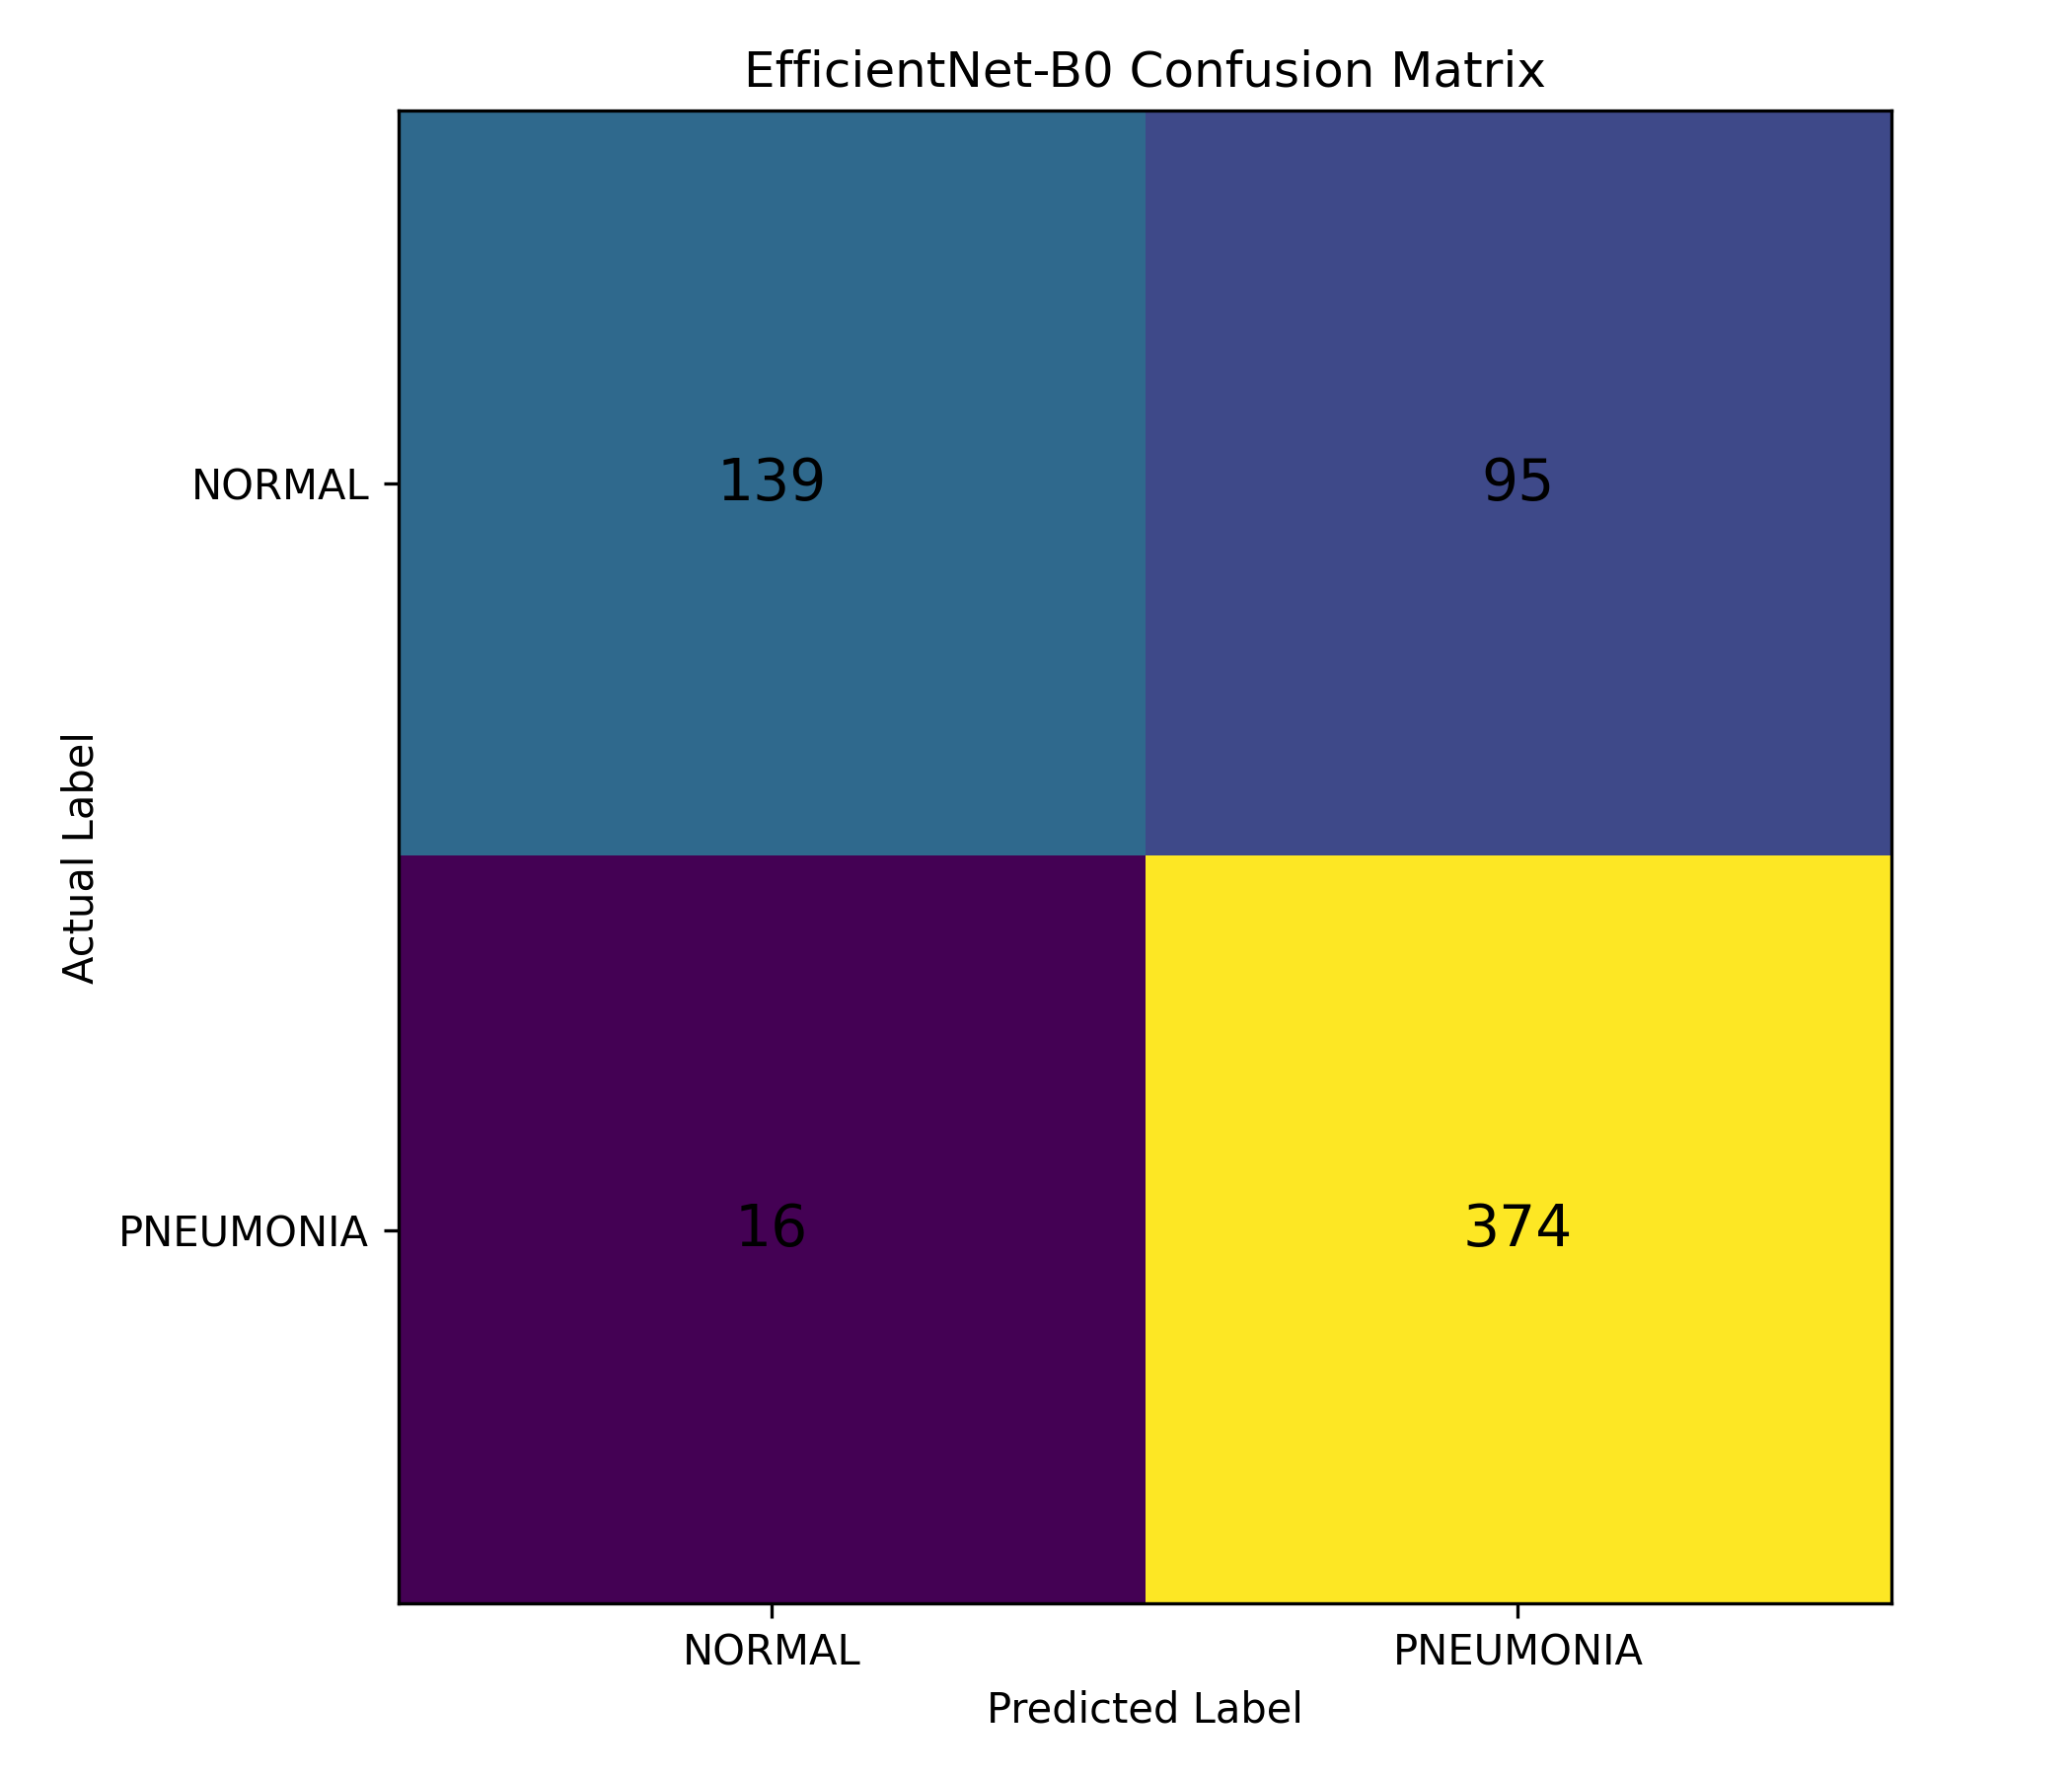 EfficientNet-B0 Confusion Matrix
Actual Label
NORMAL
139
95
PNEUMONIA
16
374
NORMAL
PNEUMONIA
Predicted Label